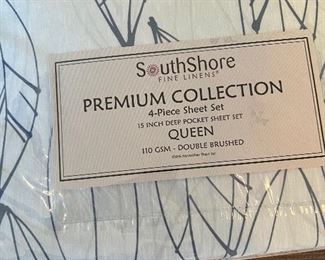 SouthShore
FINE LINENS®
PREMIUM COLLECTION
4-Piece Sheet Set
15 INCH DEEP POCKET SHEET SET
QUEEN
110 GSM - DOUBLE BRUSHED